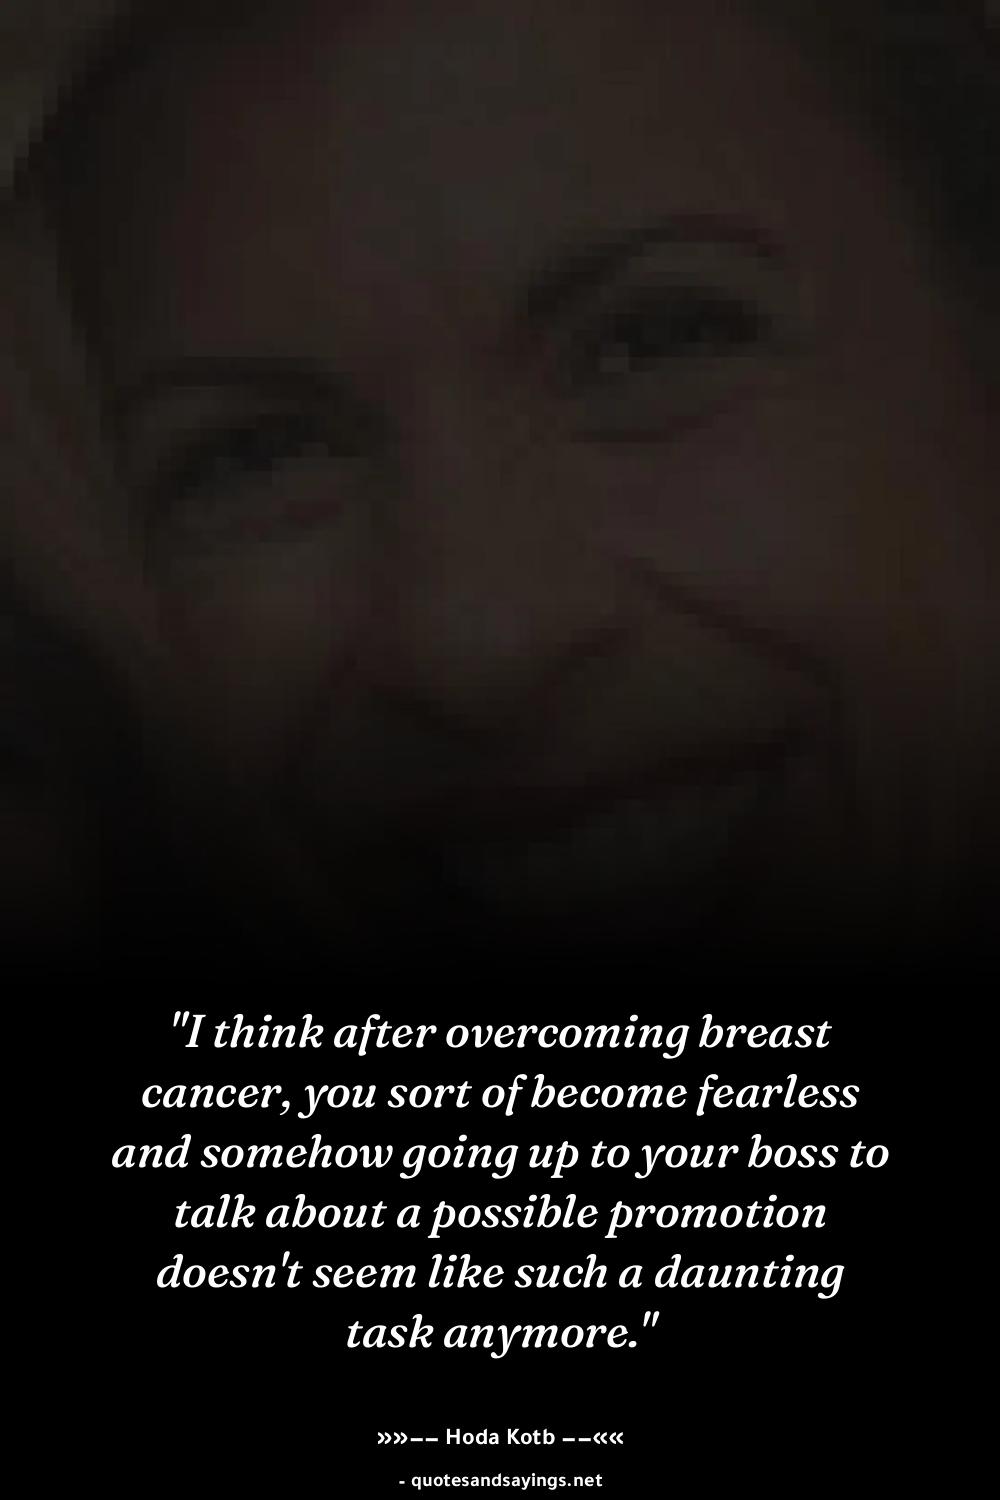 "I think after overcoming breast
cancer, you sort of become fearless
and somehow going up to your boss to
talk about a possible promotion
doesn't seem like such a daunting
task anymore."
»»—— Hoda Kotb ——««
- quotesandsayings.net